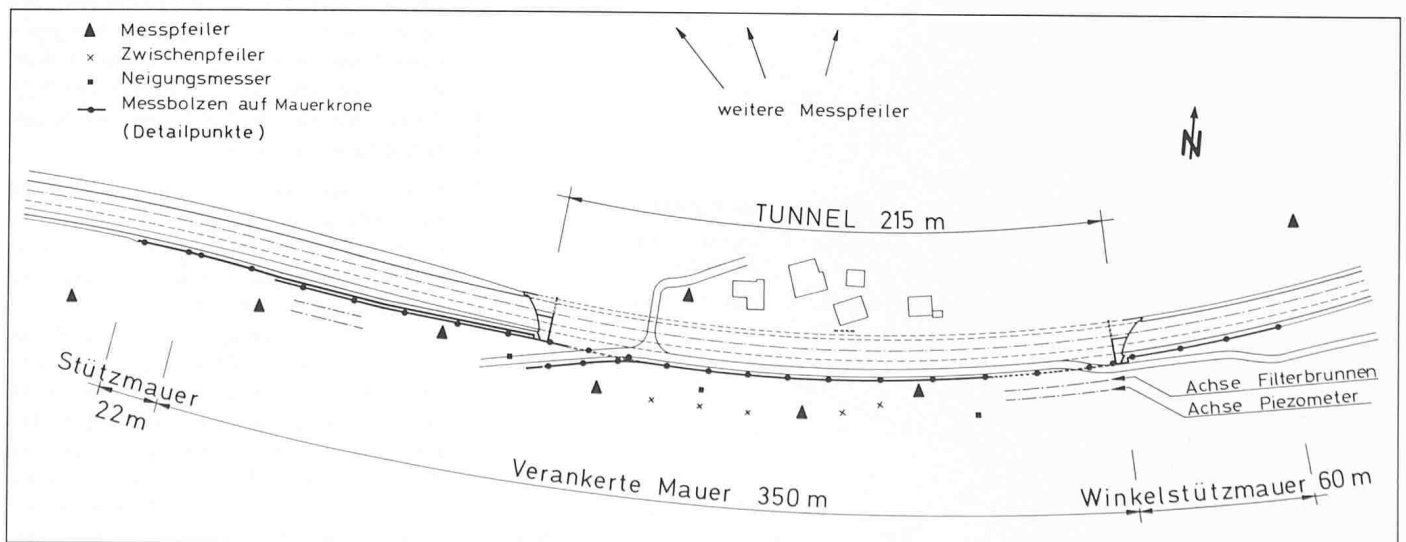 Messpfeiler
Zwischenpfeiler
Neigungsmesser
Messbolzen auf Mauerkrone
(Detailpunkte)
weitere Messpfeiler
N
TUNNEL 215 m
Stützmauer
22m
Achse Filterbrunnen
Achse Piezometer
Verankerte Mauer 350 m
Winkelstützmauer 60 m